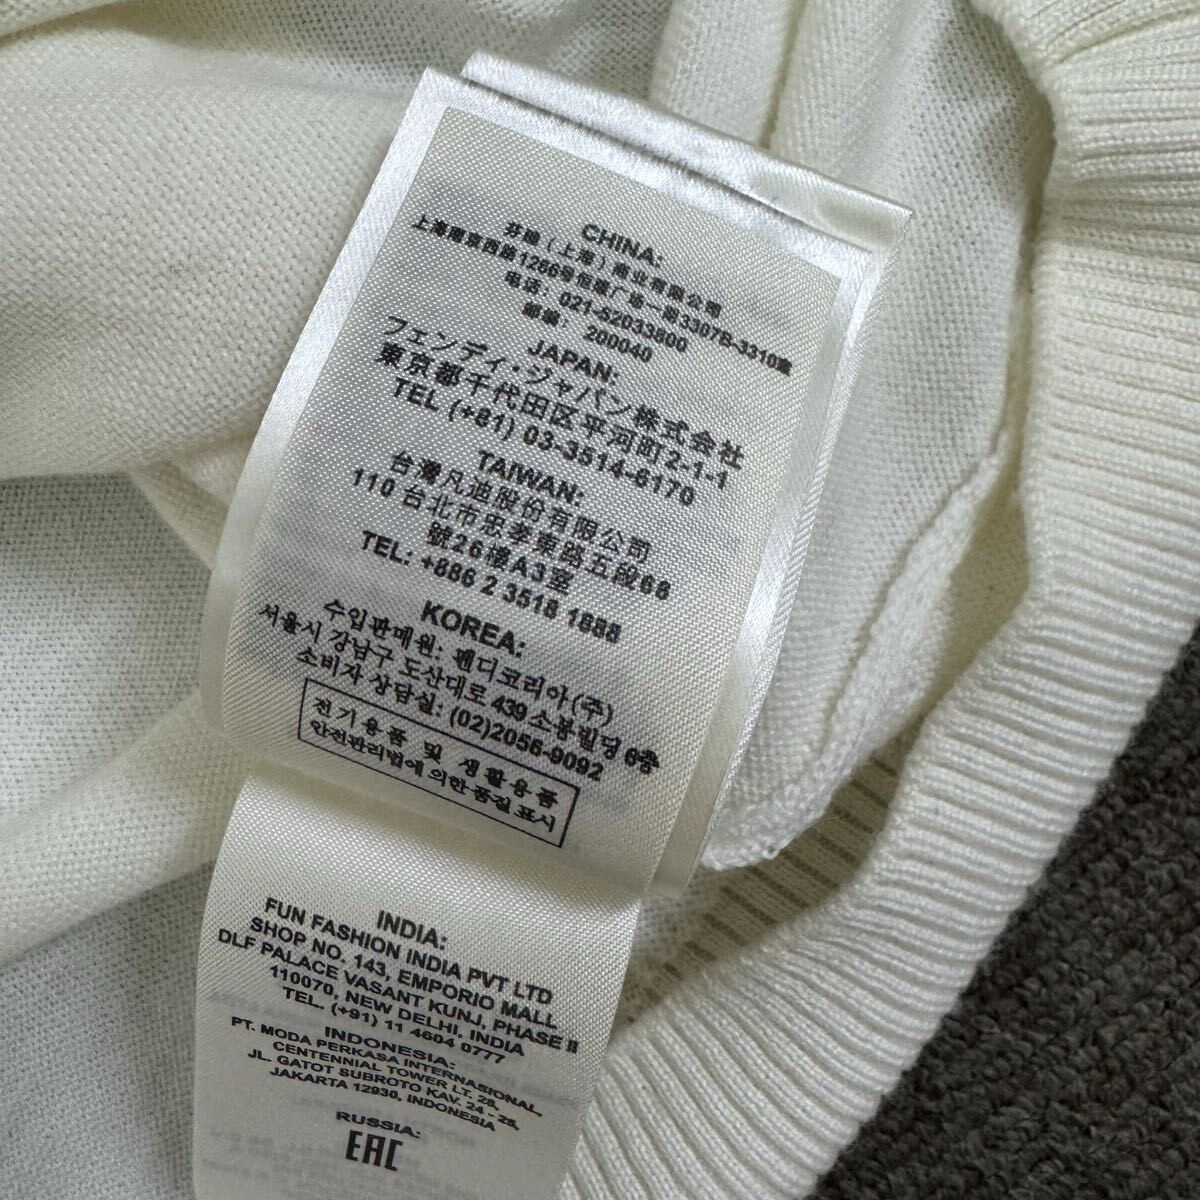 CHINA:
芬迪（上海）商业有限公司
上海南京西路1266号恒隆广场一期3307B-3310室
电话: 021-52033800
邮编: 200040
JAPAN:
フェンディ・ジャパン株式会社
東京都千代田区平河町2-1-1
TEL (+81) 03-3514-6170
TAIWAN:
台灣凡迪股份有限公司
110 台北市忠孝東路五段68
號26樓A3室
TEL: +886 2 3518 1888
KOREA:
수입판매원: 펜디코리아(주)
서울시 강남구 도산대로 439 소봉빌딩 6층
소비자 상담실: (02)2056-9092
전기용품 및 생활용품
안전관리법에 의한 품질 표시
INDIA:
FUN FASHION INDIA PVT LTD
SHOP NO. 143, EMPORIO MALL
DLF PALACE VASANT KUNJ, PHASE II
110070, NEW DELHI, INDIA
TEL. (+91) 11 4604 0777
INDONESIA:
PT. MODA PERKASA INTERNASIONAL
CENTENNIAL TOWER LT. 28,
JL. GATOT SUBROTO KAV. 24 - 25,
JAKARTA 12930, INDONESIA
RUSSIA:
EAC